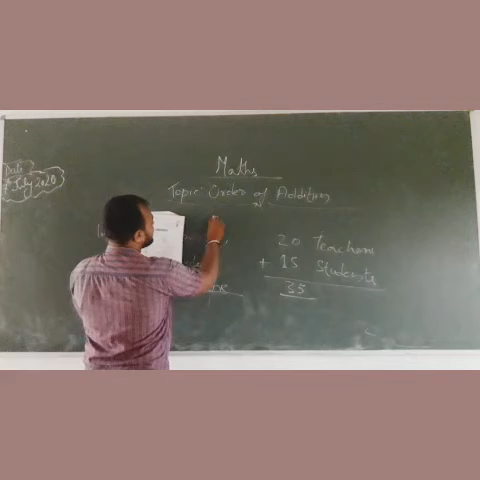 Maths
Date
July 2020
Topic: Order of Addition
20 Teachers
+ 15 Students
35